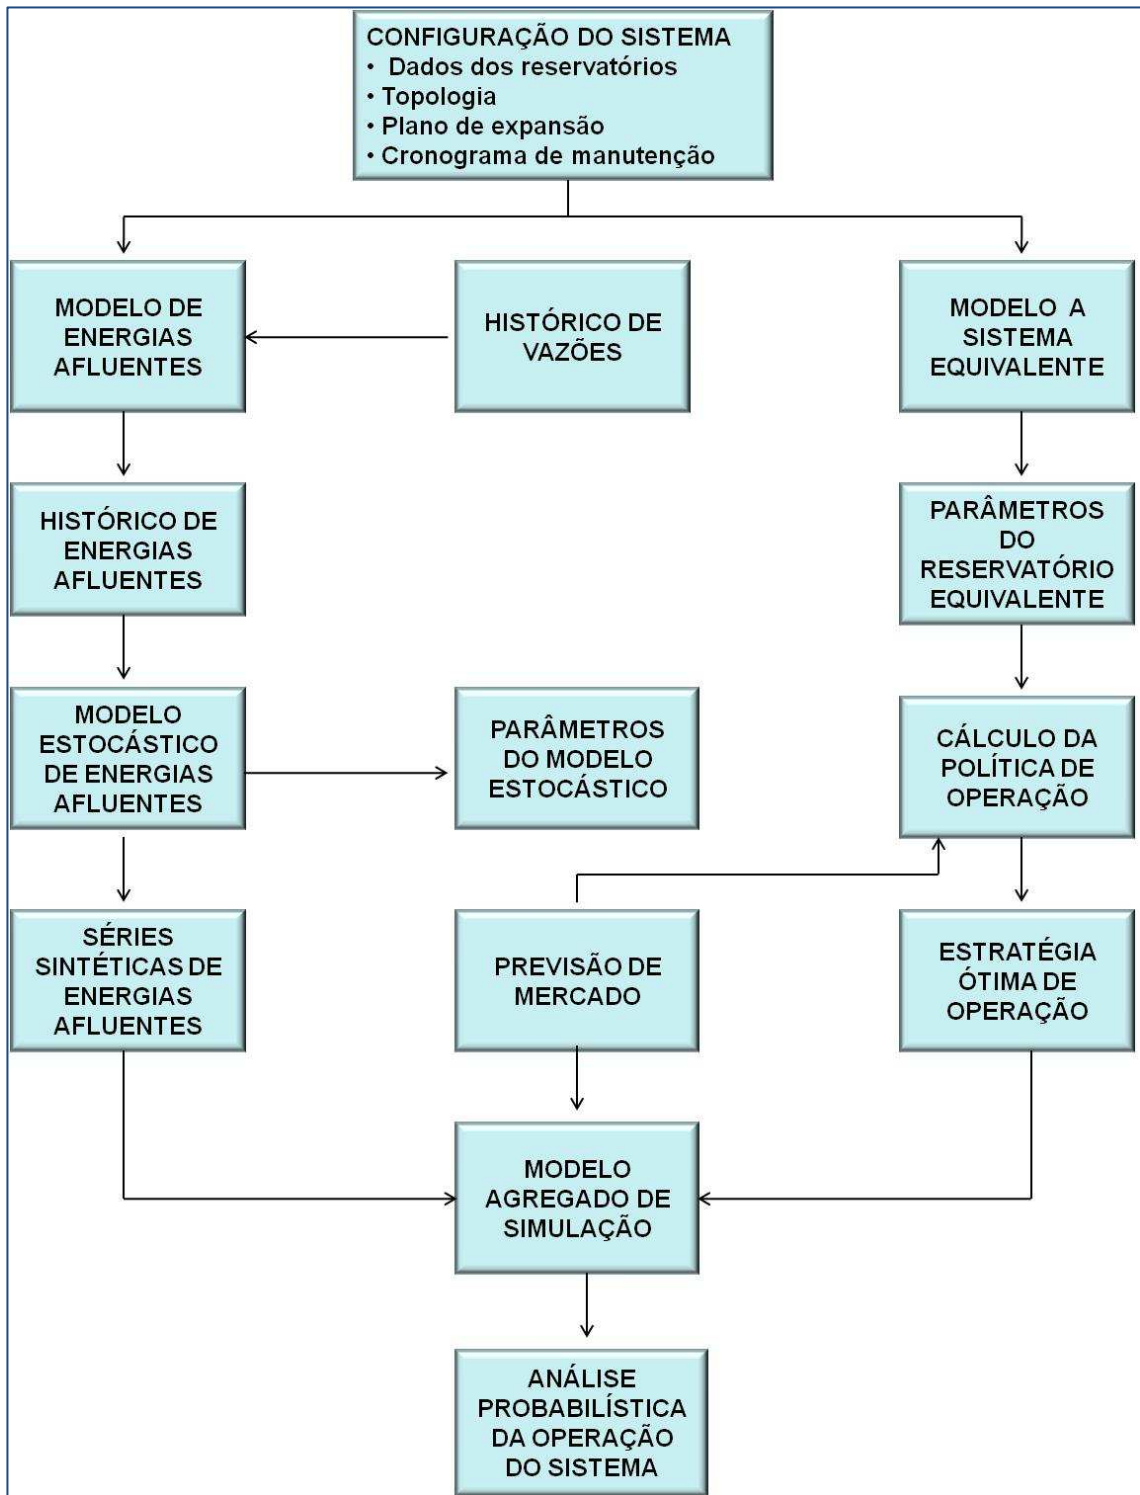 CONFIGURAÇÃO DO SISTEMA
• Dados dos reservatórios
• Topologia
• Plano de expansão
• Cronograma de manutenção
MODELO DE
ENERGIAS
AFLUENTES
HISTÓRICO DE
VAZÕES
MODELO A
SISTEMA
EQUIVALENTE
HISTÓRICO DE
ENERGIAS
AFLUENTES
PARÂMETROS
DO
RESERVATÓRIO
EQUIVALENTE
MODELO
ESTOCÁSTICO
DE ENERGIAS
AFLUENTES
PARÂMETROS
DO MODELO
ESTOCÁSTICO
CÁLCULO DA
POLÍTICA DE
OPERAÇÃO
SÉRIES
SINTÉTICAS DE
ENERGIAS
AFLUENTES
PREVISÃO DE
MERCADO
ESTRATÉGIA
ÓTIMA DE
OPERAÇÃO
MODELO
AGREGADO DE
SIMULAÇÃO
ANÁLISE
PROBABILÍSTICA
DA OPERAÇÃO
DO SISTEMA